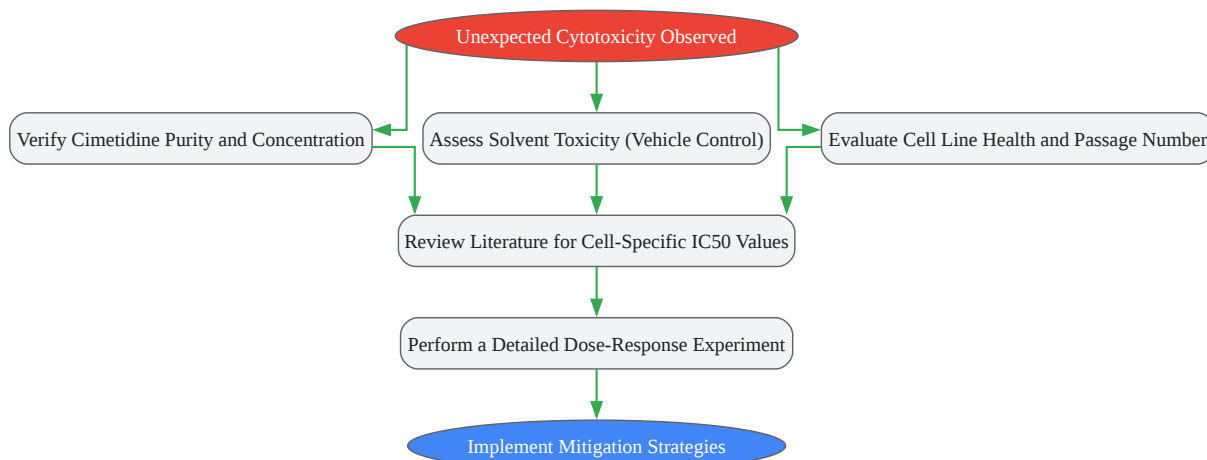 Unexpected Cytotoxicity Observed
Verify Cimetidine Purity and Concentration
Assess Solvent Toxicity (Vehicle Control)
Evaluate Cell Line Health and Passage Number
Review Literature for Cell-Specific IC50 Values
Perform a Detailed Dose-Response Experiment
Implement Mitigation Strategies